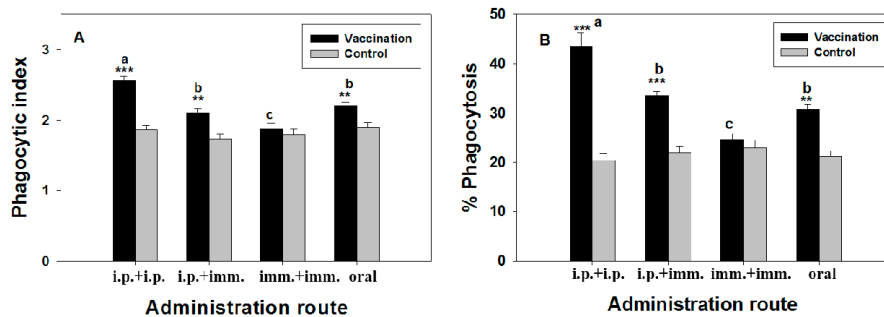 A
Vaccination
Control
Phagocytic index
3
2
1
0
a
***
b
**
c
b
**
i.p.+i.p. i.p.+imm. imm.+imm. oral
Administration route
B
Vaccination
Control
% Phagocytosis
50
40
30
20
10
0
*** a
b
***
c
b
**
i.p.+i.p. i.p.+imm. imm.+imm. oral
Administration route